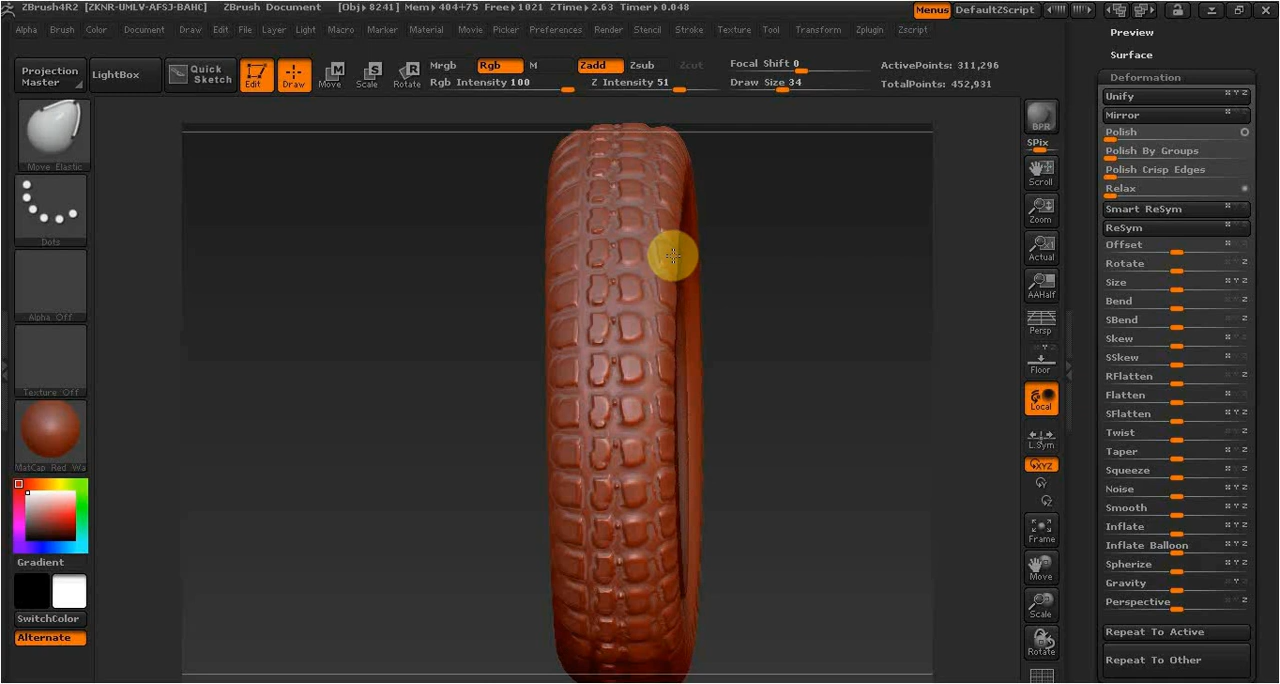 ZBrush4R2 [ZKNR-UMLV-AFSJ-BAHC] ZBrush Document [Obj▸8241] Mem▸404+75 Free▸1021 ZTime▸2.63 Timer▸0.048 Menus DefaultZScript
Alpha Brush Color Document Draw Edit File Layer Light Macro Marker Material Movie Picker Preferences Render Stencil Stroke Texture Tool Transform Zplugin Zscript
Projection Master
LightBox
Quick Sketch
Edit
Draw
Move
Scale
Rotate
Mrgb Rgb M
Rgb Intensity 100
Zadd Zsub Zcut
Z Intensity 51
Focal Shift 0
Draw Size 34
ActivePoints: 311,296
TotalPoints: 452,931
Move Elastic
Dots
Alpha Off
Texture Off
MatCap Red Wa
Gradient
SwitchColor
Alternate
BPR
SPix
Scroll
Zoom
Actual
AAHalf
Persp
Floor
Local
L.Sym
XYZ
Frame
Move
Scale
Rotate
Preview
Surface
Deformation
Unify X Y Z
Mirror X
Polish
Polish By Groups
Polish Crisp Edges
Relax
Smart ReSym X
ReSym X
Offset X
Rotate Z
Size X Y Z
Bend Z
SBend Z
Skew X
SSkew X
RFlatten Z
Flatten X
SFlatten X Y Z
Twist Z
Taper X Y Z
Squeeze X Y Z
Noise X Y Z
Smooth X Y Z
Inflate X Y Z
Inflate Balloon X Y Z
Spherize X Y Z
Gravity Y
Perspective Z
Repeat To Active
Repeat To Other